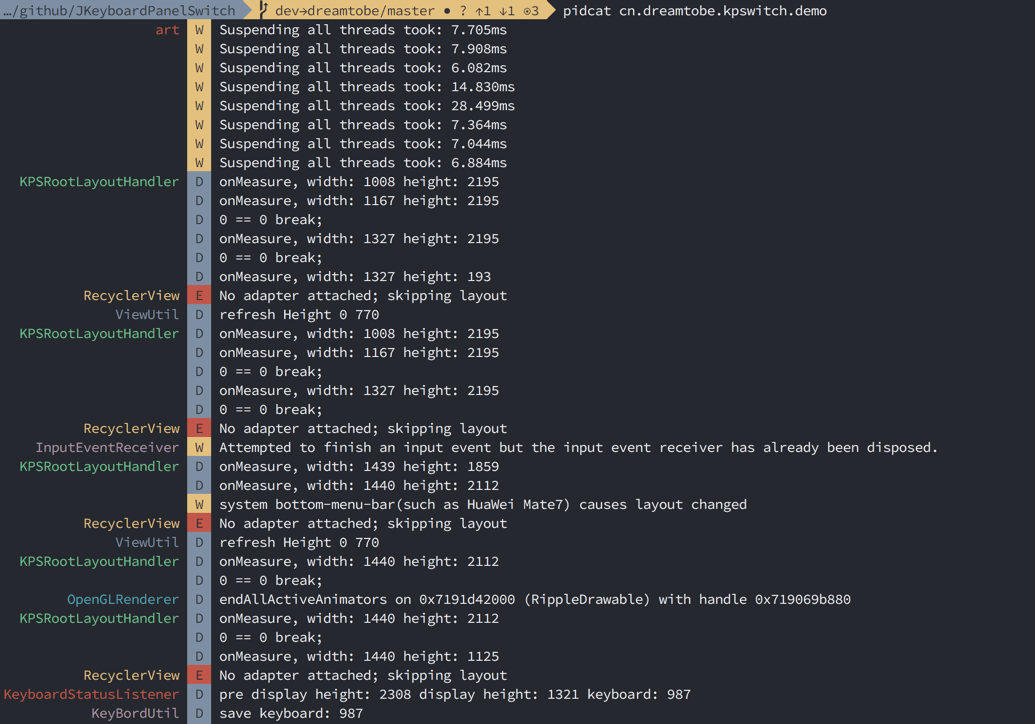 …/github/JKeyboardPanelSwitch dev→dreamtobe/master ● ? ↑1 ↓1 ⊙3 pidcat cn.dreamtobe.kpswitch.demo
art W Suspending all threads took: 7.705ms
W Suspending all threads took: 7.908ms
W Suspending all threads took: 6.082ms
W Suspending all threads took: 14.830ms
W Suspending all threads took: 28.499ms
W Suspending all threads took: 7.364ms
W Suspending all threads took: 7.044ms
W Suspending all threads took: 6.884ms
KPSRootLayoutHandler D onMeasure, width: 1008 height: 2195
D onMeasure, width: 1167 height: 2195
D 0 == 0 break;
D onMeasure, width: 1327 height: 2195
D 0 == 0 break;
D onMeasure, width: 1327 height: 193
RecyclerView E No adapter attached; skipping layout
ViewUtil D refresh Height 0 770
KPSRootLayoutHandler D onMeasure, width: 1008 height: 2195
D onMeasure, width: 1167 height: 2195
D 0 == 0 break;
D onMeasure, width: 1327 height: 2195
D 0 == 0 break;
RecyclerView E No adapter attached; skipping layout
InputEventReceiver W Attempted to finish an input event but the input event receiver has already been disposed.
KPSRootLayoutHandler D onMeasure, width: 1439 height: 1859
D onMeasure, width: 1440 height: 2112
W system bottom-menu-bar(such as HuaWei Mate7) causes layout changed
RecyclerView E No adapter attached; skipping layout
ViewUtil D refresh Height 0 770
KPSRootLayoutHandler D onMeasure, width: 1440 height: 2112
D 0 == 0 break;
OpenGLRenderer D endAllActiveAnimators on 0x7191d42000 (RippleDrawable) with handle 0x719069b880
KPSRootLayoutHandler D onMeasure, width: 1440 height: 2112
D 0 == 0 break;
D onMeasure, width: 1440 height: 1125
RecyclerView E No adapter attached; skipping layout
KeyboardStatusListener D pre display height: 2308 display height: 1321 keyboard: 987
KeyBordUtil D save keyboard: 987